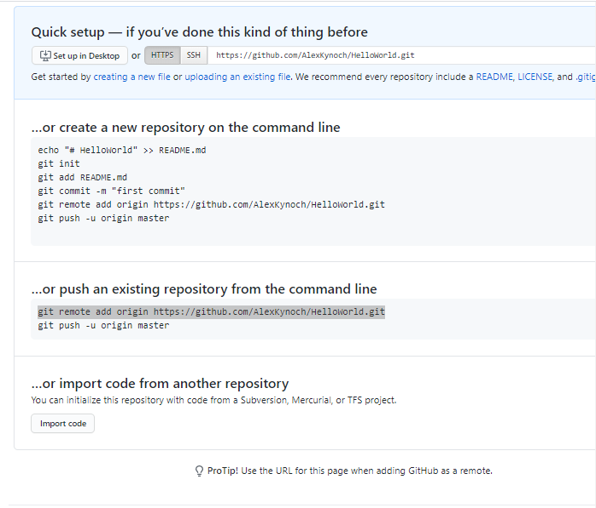 Quick setup — if you've done this kind of thing before
Set up in Desktop or HTTPS SSH https://github.com/AlexKynoch/HelloWorld.git
Get started by creating a new file or uploading an existing file. We recommend every repository include a README, LICENSE, and .gitig
...or create a new repository on the command line
echo "# HelloWorld" >> README.md
git init
git add README.md
git commit -m "first commit"
git remote add origin https://github.com/AlexKynoch/HelloWorld.git
git push -u origin master
...or push an existing repository from the command line
git remote add origin https://github.com/AlexKynoch/HelloWorld.git
git push -u origin master
...or import code from another repository
You can initialize this repository with code from a Subversion, Mercurial, or TFS project.
Import code
ProTip! Use the URL for this page when adding GitHub as a remote.